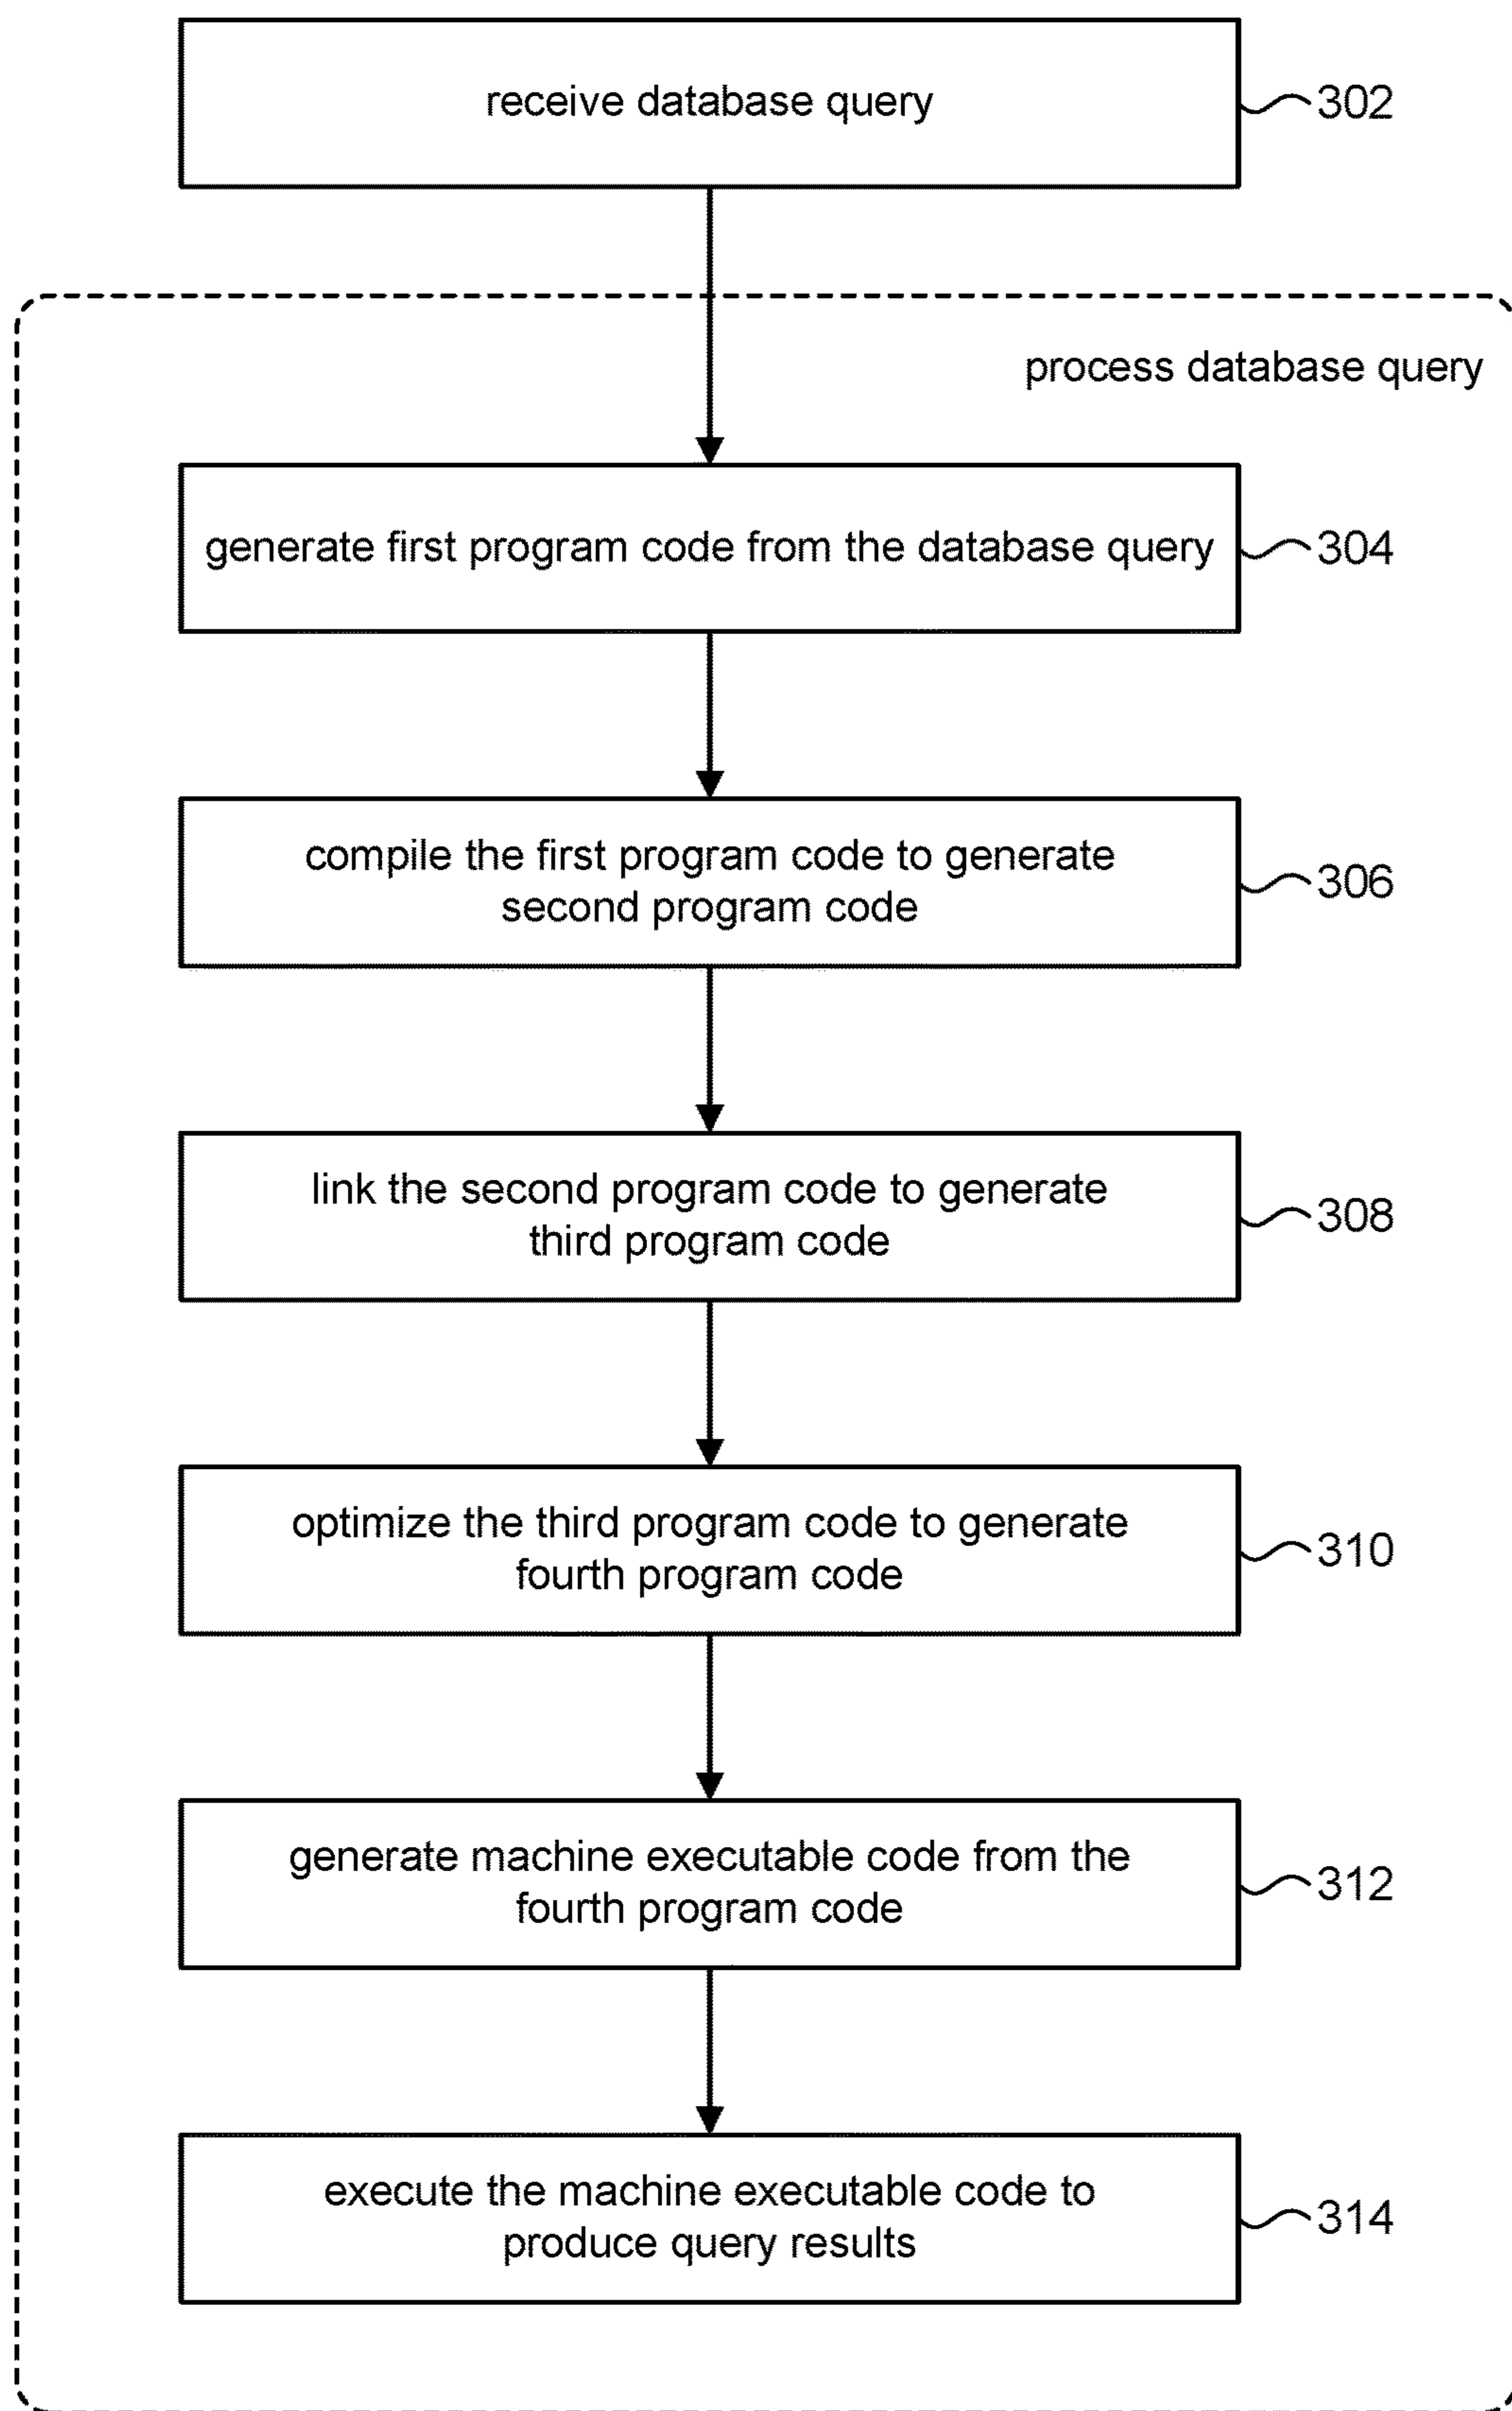 receive database query
302
process database query
generate first program code from the database query
304
compile the first program code to generate
second program code
306
link the second program code to generate
third program code
308
optimize the third program code to generate
fourth program code
310
generate machine executable code from the
fourth program code
312
execute the machine executable code to
produce query results
314